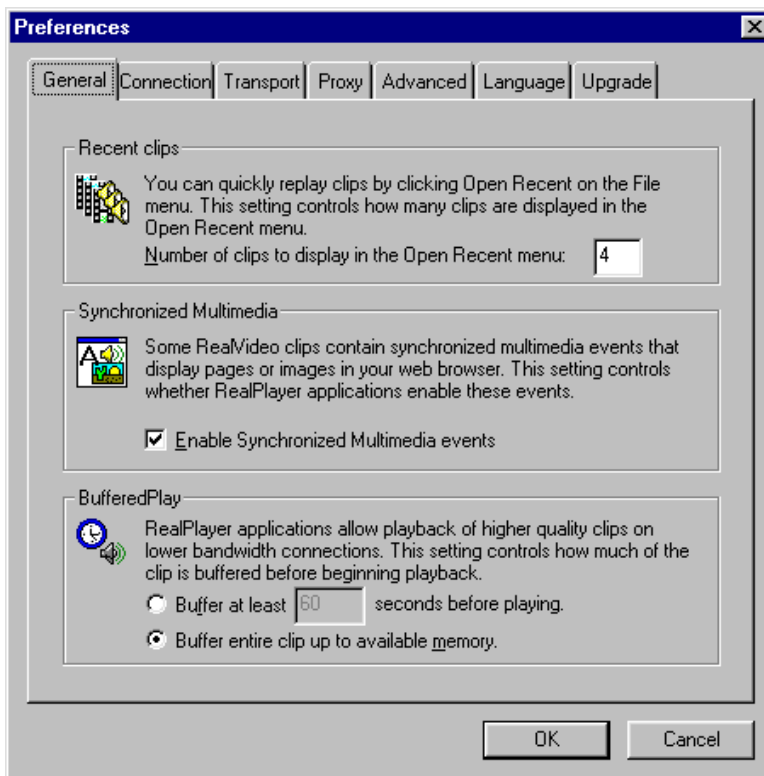 Preferences
General Connection Transport Proxy Advanced Language Upgrade
Recent clips
You can quickly replay clips by clicking Open Recent on the File
menu. This setting controls how many clips are displayed in the
Open Recent menu.
Number of clips to display in the Open Recent menu: 4
Synchronized Multimedia
Some RealVideo clips contain synchronized multimedia events that
display pages or images in your web browser. This setting controls
whether RealPlayer applications enable these events.
Enable Synchronized Multimedia events
BufferedPlay
RealPlayer applications allow playback of higher quality clips on
lower bandwidth connections. This setting controls how much of the
clip is buffered before beginning playback.
Buffer at least 60 seconds before playing.
Buffer entire clip up to available memory.
OK Cancel